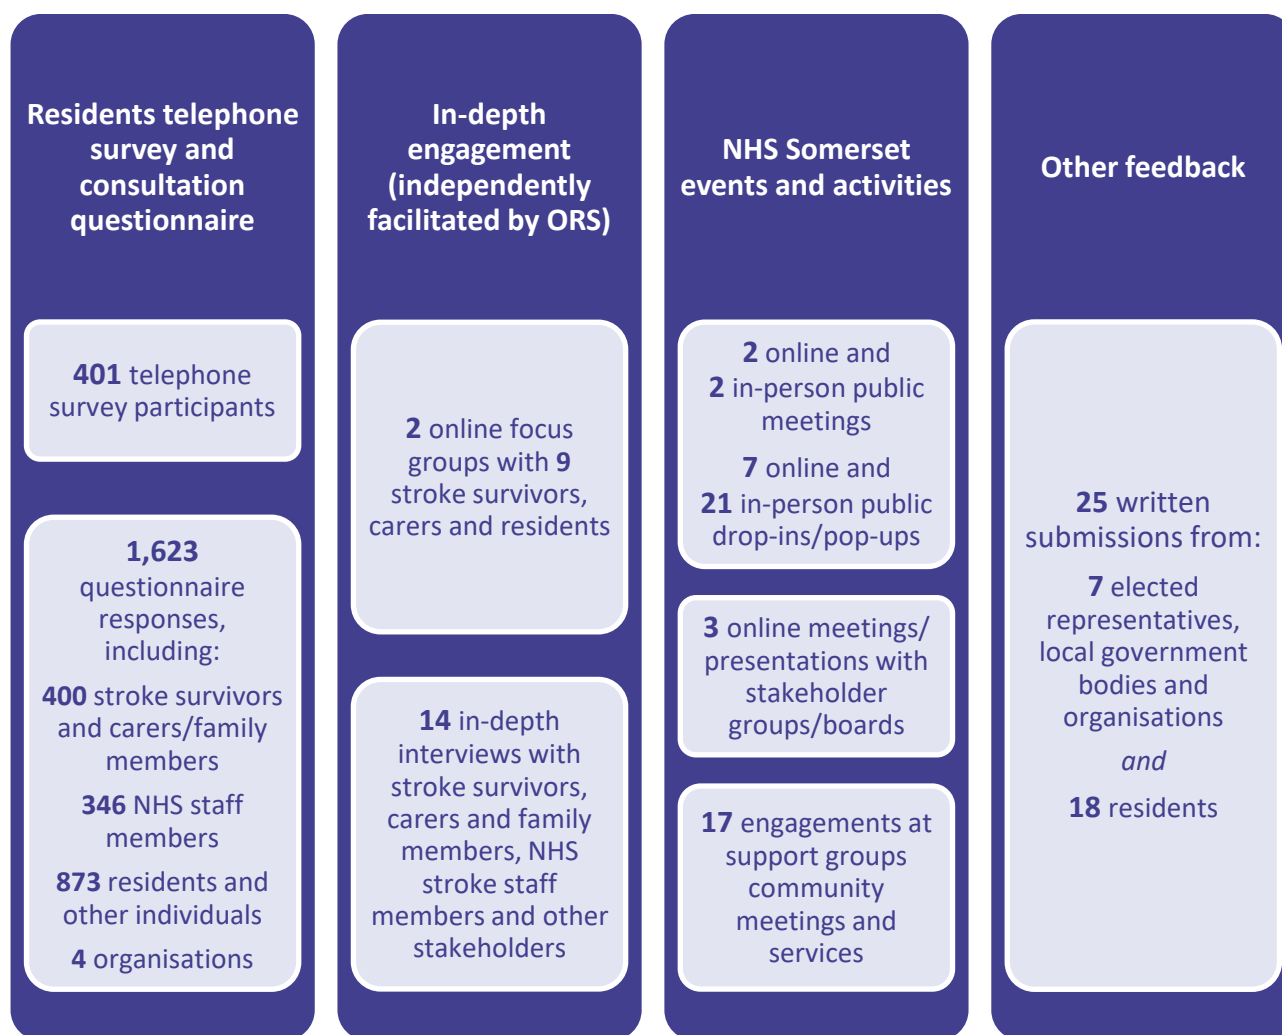 Residents telephone
survey and
consultation
questionnaire
401 telephone
survey participants
1,623
questionnaire
responses,
including:
400 stroke survivors
and carers/family
members
346 NHS staff
members
873 residents and
other individuals
4 organisations
In-depth
engagement
(independently
facilitated by ORS)
2 online focus
groups with 9
stroke survivors,
carers and residents
14 in-depth
interviews with
stroke survivors,
carers and family
members, NHS
stroke staff
members and other
stakeholders
NHS Somerset
events and activities
2 online and
2 in-person public
meetings
7 online and
21 in-person public
drop-ins/pop-ups
3 online meetings/
presentations with
stakeholder
groups/boards
17 engagements at
support groups
community
meetings and
services
Other feedback
25 written
submissions from:
7 elected
representatives,
local government
bodies and
organisations
and
18 residents